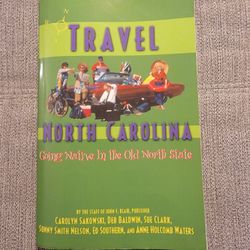 N
TRAVEL
NORTH CAROLINA
Going Native in the Old North State
BY THE STAFF OF JOHN F. BLAIR, PUBLISHER
CAROLYN SAKOWSKI, DEB BALDWIN, SUE CLARK,
SUNNY SMITH NELSON, ED SOUTHERN, AND ANNE HOLCOMB WATERS